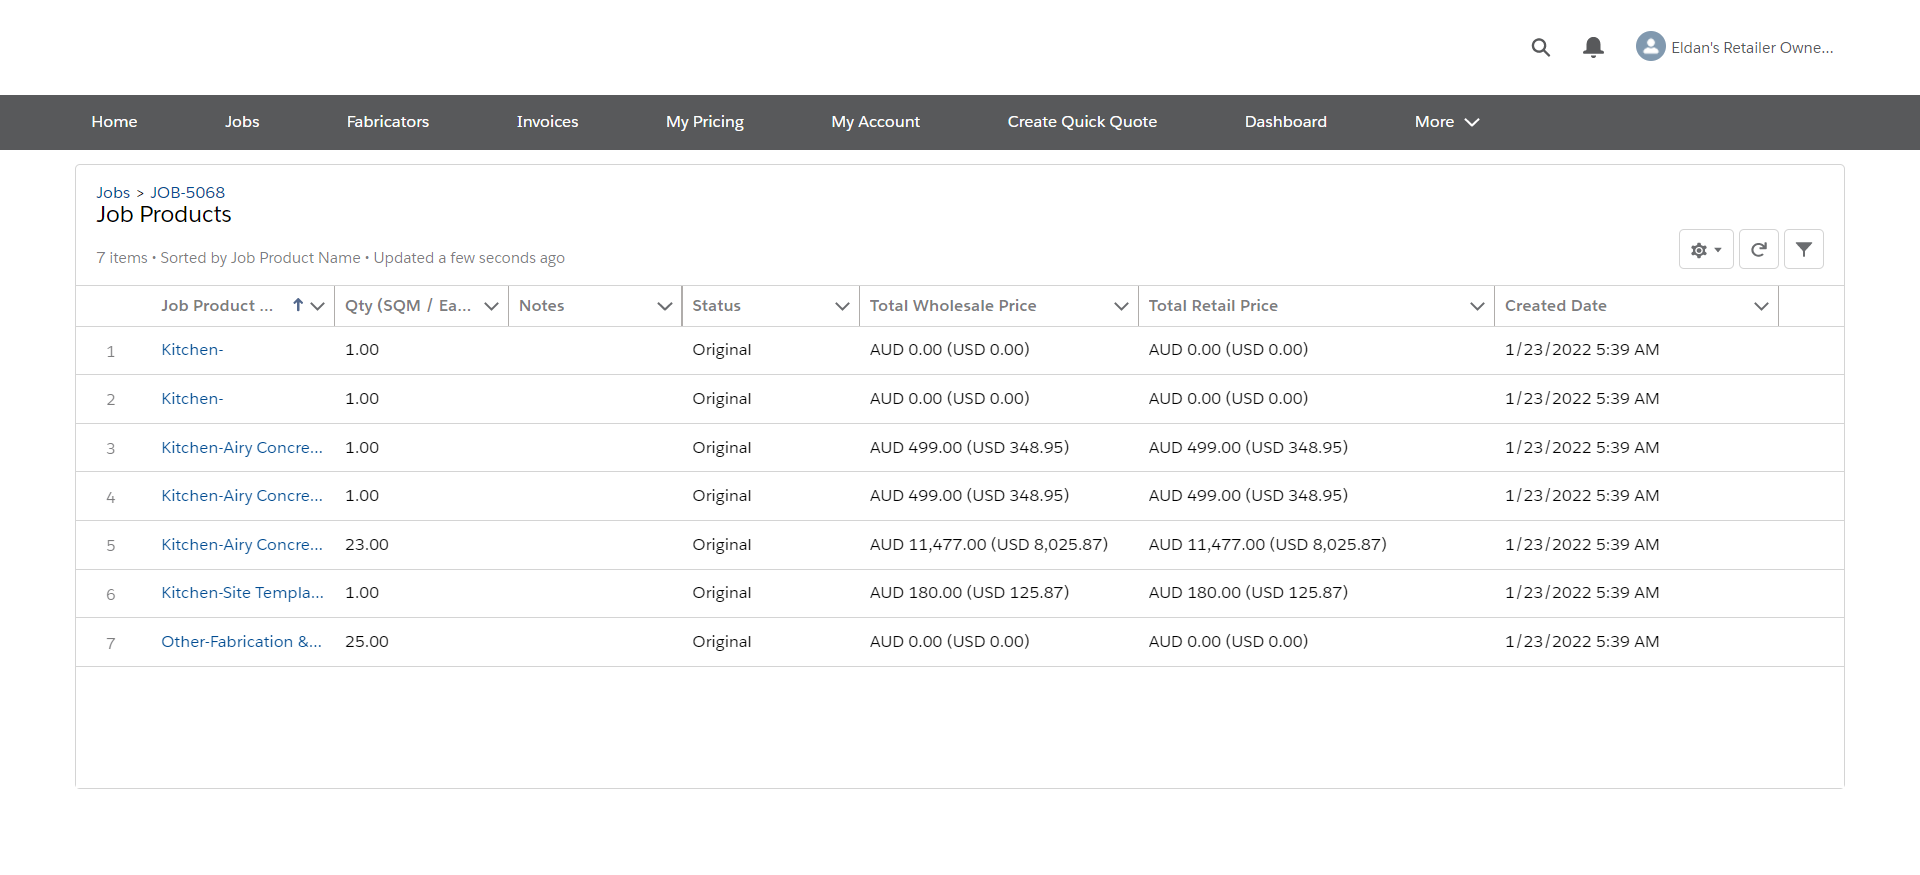 Eldan's Retailer Owne...
Home Jobs Fabricators Invoices My Pricing My Account Create Quick Quote Dashboard More
Jobs > JOB-5068
Job Products
7 items • Sorted by Job Product Name • Updated a few seconds ago
Job Product ... Qty (SQM / Ea... Notes Status Total Wholesale Price Total Retail Price Created Date
1 Kitchen- 1.00 Original AUD 0.00 (USD 0.00) AUD 0.00 (USD 0.00) 1/23/2022 5:39 AM
2 Kitchen- 1.00 Original AUD 0.00 (USD 0.00) AUD 0.00 (USD 0.00) 1/23/2022 5:39 AM
3 Kitchen-Airy Concre... 1.00 Original AUD 499.00 (USD 348.95) AUD 499.00 (USD 348.95) 1/23/2022 5:39 AM
4 Kitchen-Airy Concre... 1.00 Original AUD 499.00 (USD 348.95) AUD 499.00 (USD 348.95) 1/23/2022 5:39 AM
5 Kitchen-Airy Concre... 23.00 Original AUD 11,477.00 (USD 8,025.87) AUD 11,477.00 (USD 8,025.87) 1/23/2022 5:39 AM
6 Kitchen-Site Templa... 1.00 Original AUD 180.00 (USD 125.87) AUD 180.00 (USD 125.87) 1/23/2022 5:39 AM
7 Other-Fabrication &... 25.00 Original AUD 0.00 (USD 0.00) AUD 0.00 (USD 0.00) 1/23/2022 5:39 AM